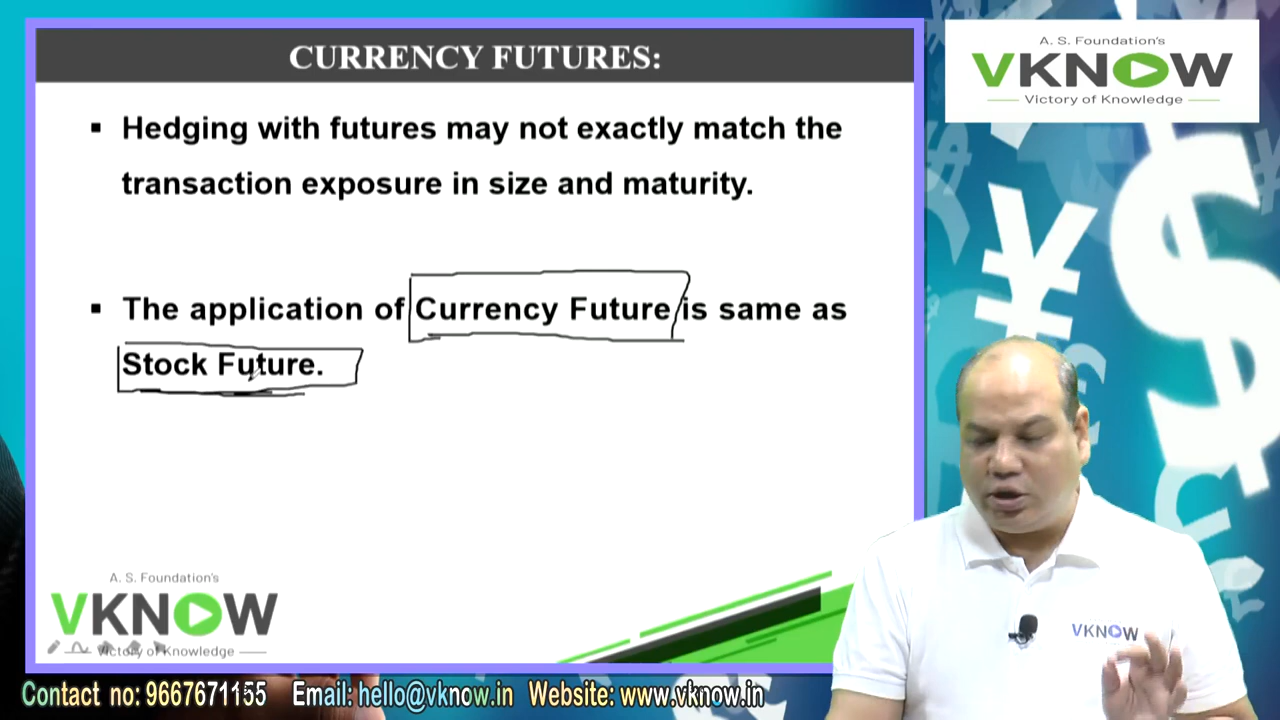 CURRENCY FUTURES:
A. S. Foundation's
VKNOW
Victory of Knowledge
▪ Hedging with futures may not exactly match the
transaction exposure in size and maturity.
▪ The application of Currency Future is same as
Stock Future.
A. S. Foundation's
VKNOW
Victory of Knowledge
VKNOW
Contact no: 9667671155 Email: hello@vknow.in Website: www.vknow.in